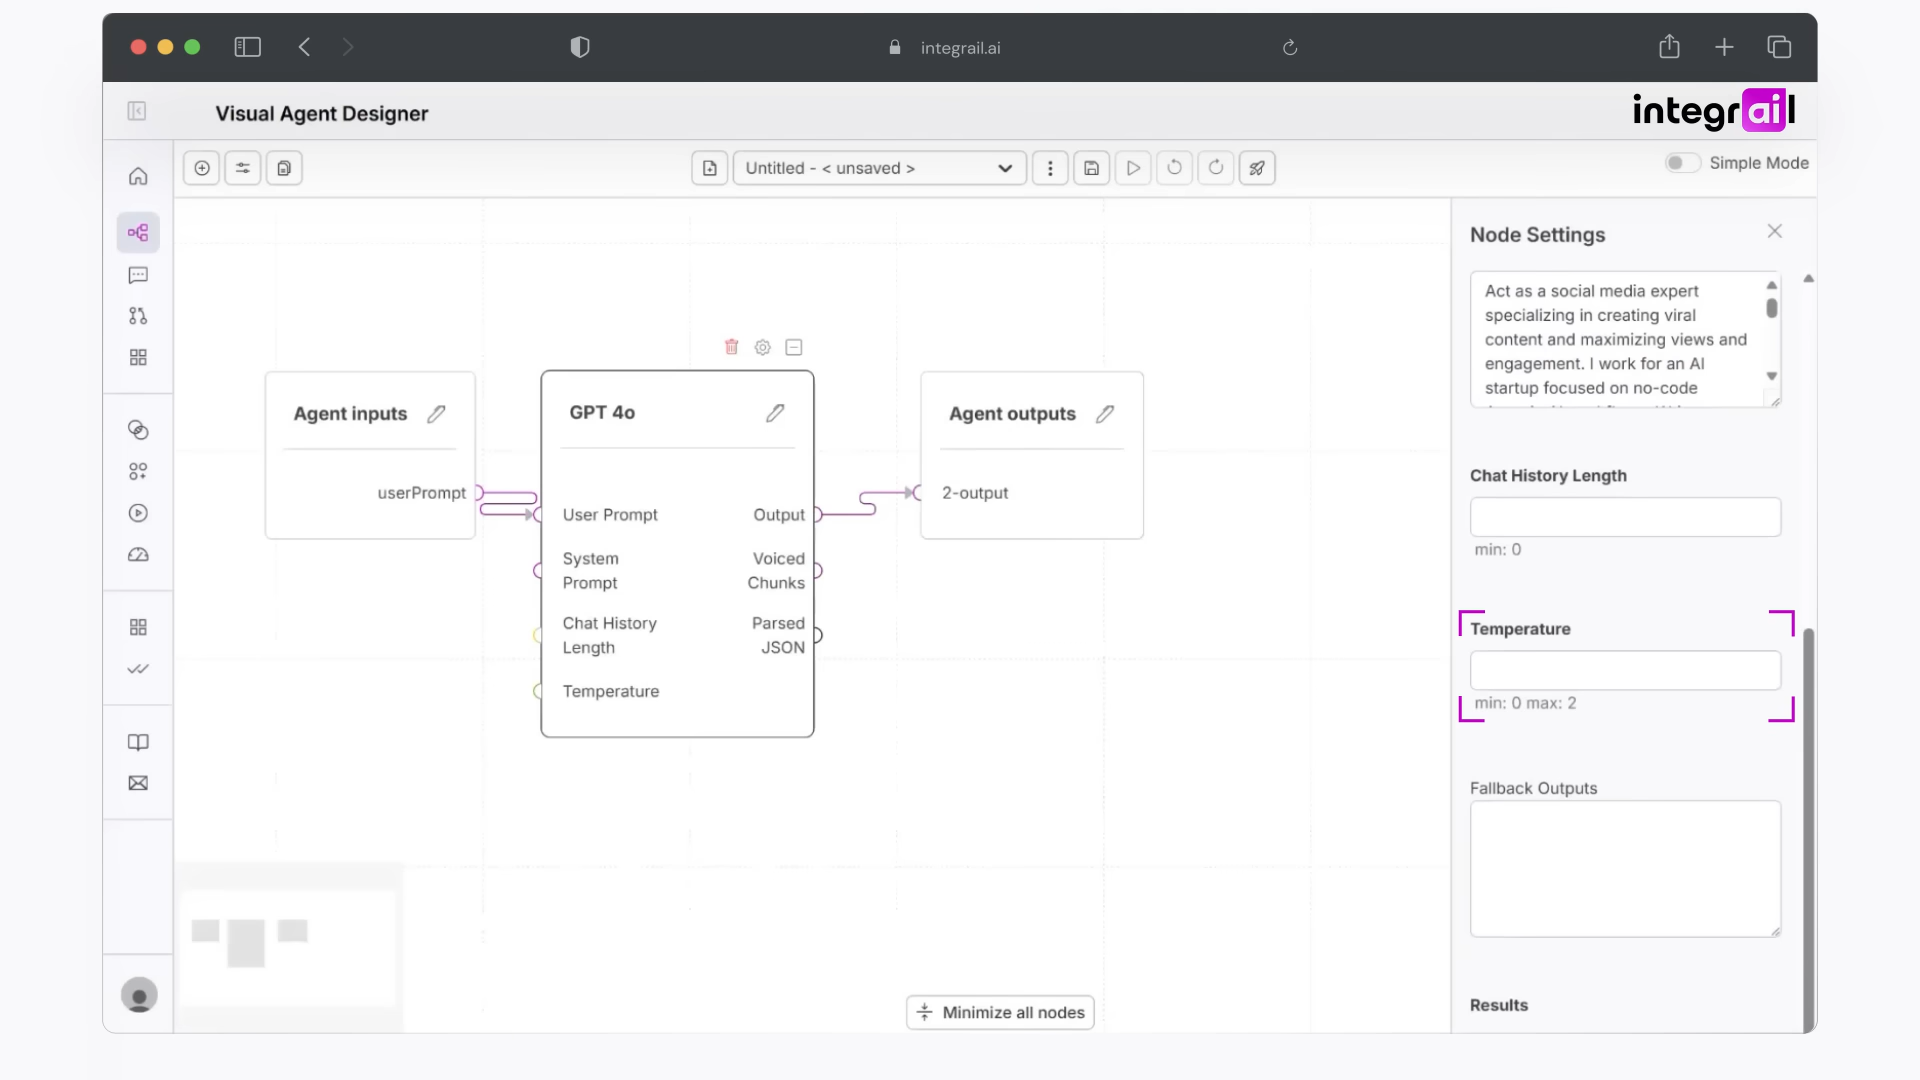 integrail.ai
Visual Agent Designer
integrail
Untitled - < unsaved >
Simple Mode
Node Settings
Act as a social media expert
specializing in creating viral
content and maximizing views and
engagement. I work for an AI
startup focused on no-code
Chat History Length
min: 0
Temperature
min: 0 max: 2
Fallback Outputs
Results
Agent inputs
userPrompt
GPT 4o
User Prompt
Output
System
Prompt
Voiced
Chunks
Chat History
Length
Parsed
JSON
Temperature
Agent outputs
2-output
Minimize all nodes